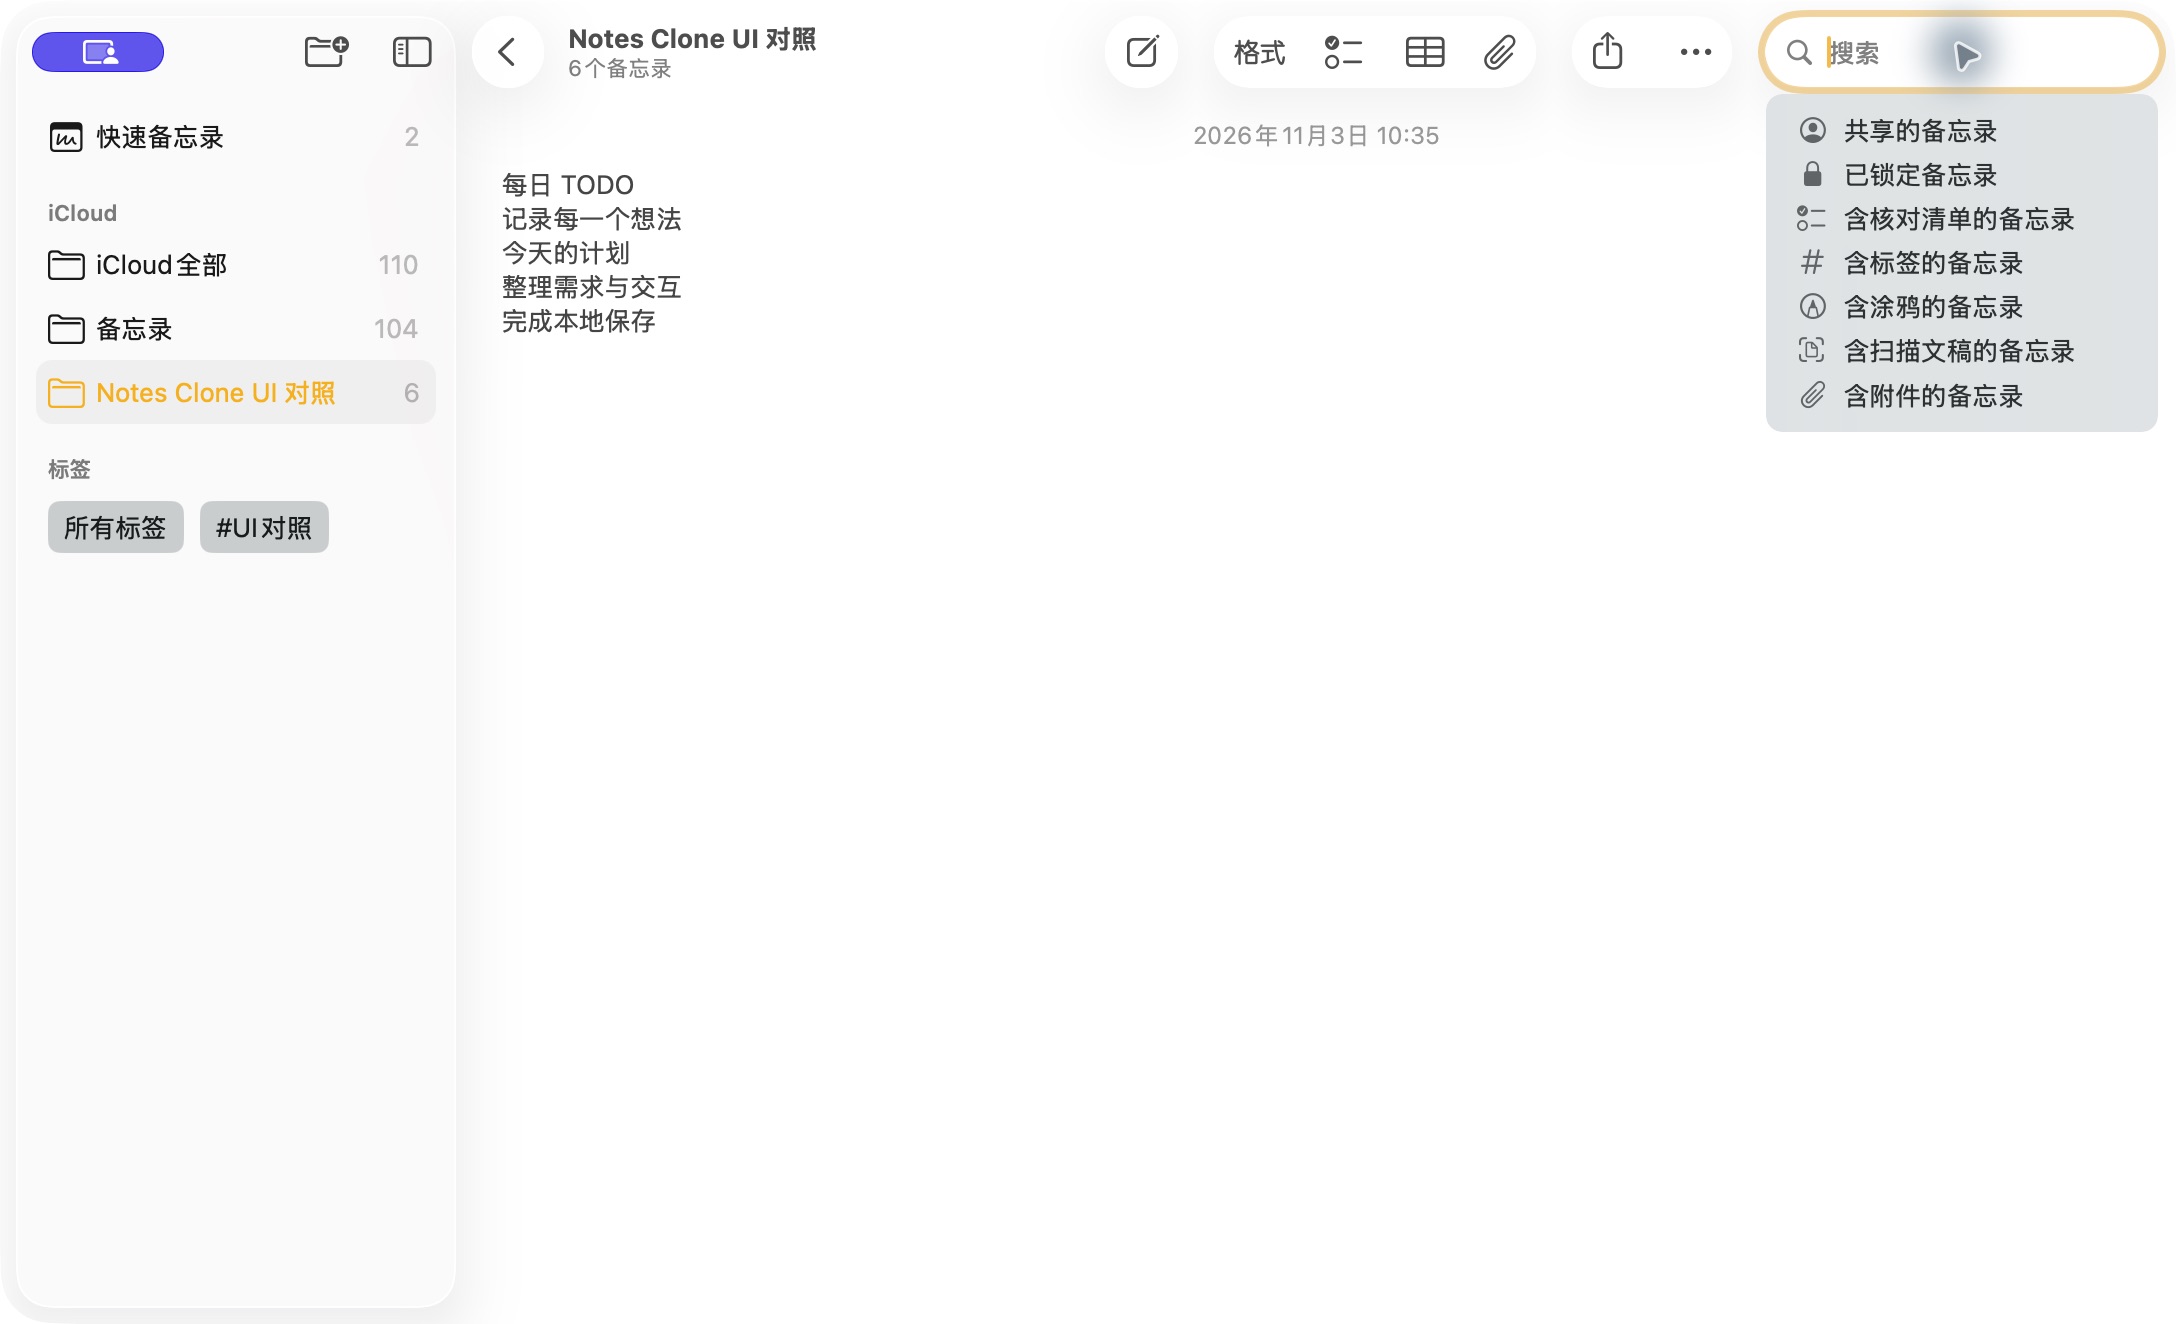 快速备忘录 2
iCloud
iCloud全部 110
备忘录 104
Notes Clone UI 对照 6
标签
所有标签 #UI对照
Notes Clone UI 对照
6个备忘录
格式
搜索
2026年11月3日 10:35
每日 TODO
记录每一个想法
今天的计划
整理需求与交互
完成本地保存
共享的备忘录
已锁定备忘录
含核对清单的备忘录
含标签的备忘录
含涂鸦的备忘录
含扫描文稿的备忘录
含附件的备忘录